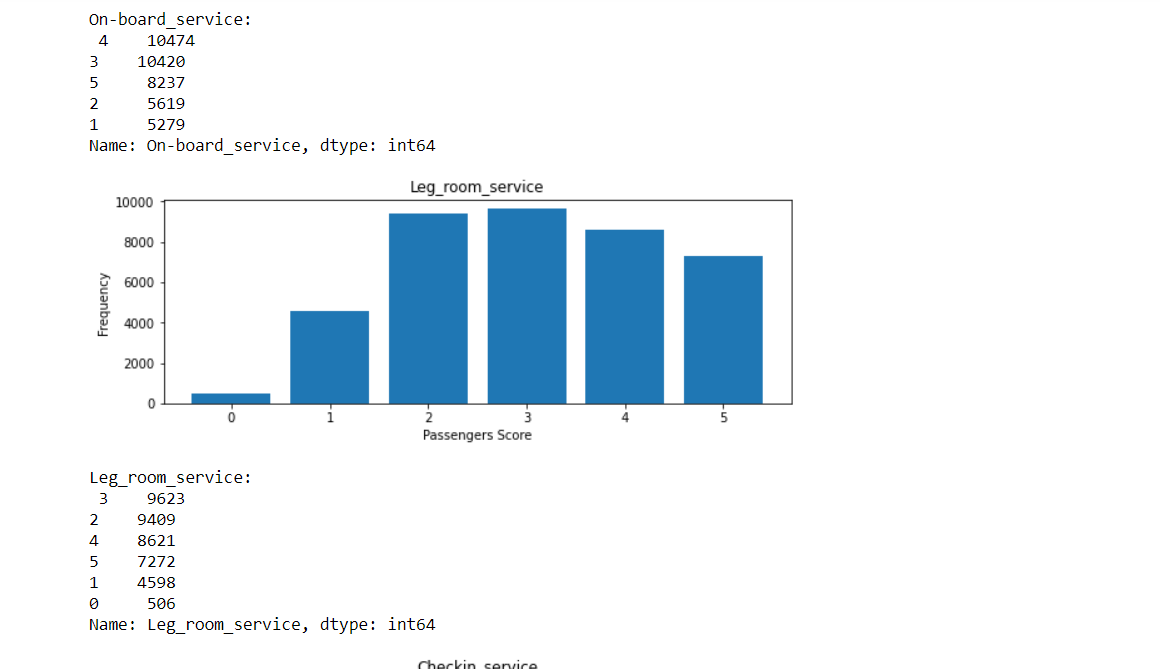 On-board_service:
 4    10474
3    10420
5     8237
2     5619
1     5279
Name: On-board_service, dtype: int64
Leg_room_service
10000
8000
6000
4000
2000
0
Frequency
0 1 2 3 4 5
Passengers Score
Leg_room_service:
 3    9623
2    9409
4    8621
5    7272
1    4598
0     506
Name: Leg_room_service, dtype: int64
Checkin_service